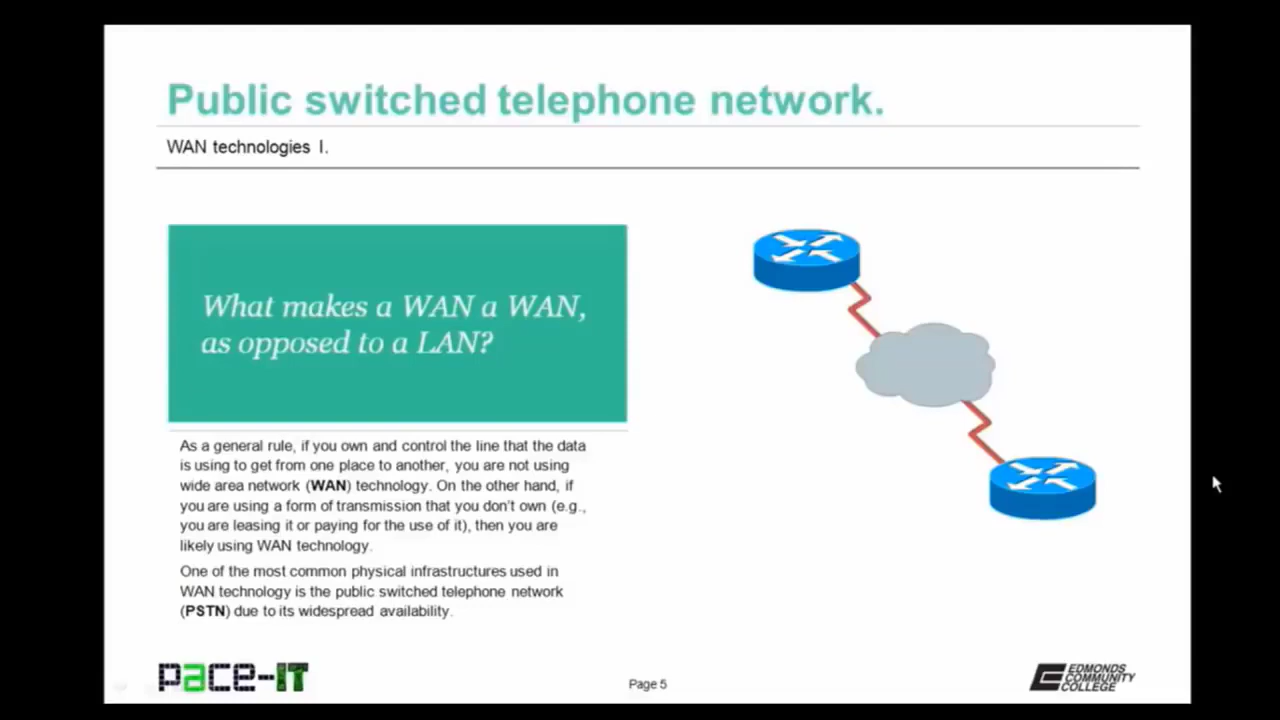 Public switched telephone network.
WAN technologies I.
What makes a WAN a WAN,
as opposed to a LAN?
As a general rule, if you own and control the line that the data
is using to get from one place to another, you are not using
wide area network (WAN) technology. On the other hand, if
you are using a form of transmission that you don't own (e.g.,
you are leasing it or paying for the use of it), then you are
likely using WAN technology.
One of the most common physical infrastructures used in
WAN technology is the public switched telephone network
(PSTN) due to its widespread availability.
pace-IT
Page 5
EDMONDS
COMMUNITY
COLLEGE